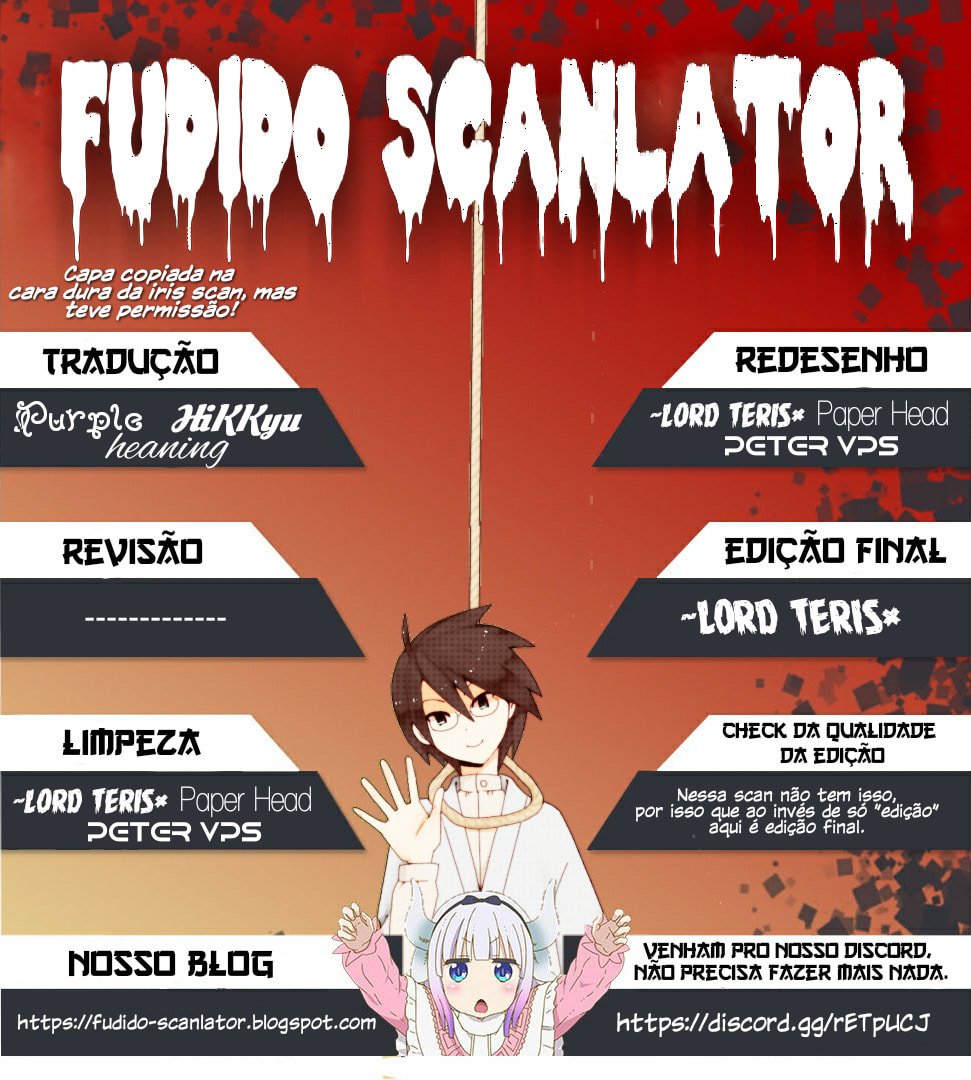 FUDIDO SCANLATOR
Capa copiada na
cara dura da iris scan, mas
teve permissão!
TRADUÇÃO
Purple HiKKyu
heaning
REDESENHO
~LORD TERIS* Paper Head
PETER VPS
REVISÃO
-------------
EDIÇÃO FINAL
~LORD TERIS*
LIMPEZA
~LORD TERIS* Paper Head
PETER VPS
CHECK DA QUALIDADE
DA EDIÇÃO
Nessa scan não tem isso,
por isso que ao invés de só "edição"
aqui é edição final.
NOSSO BLOG
https://fudido-scanlator.blogspot.com
VENHAM PRO NOSSO DISCORD,
NÃO PRECISA FAZER MAIS NADA.
https://discord.gg/rETpUCJ